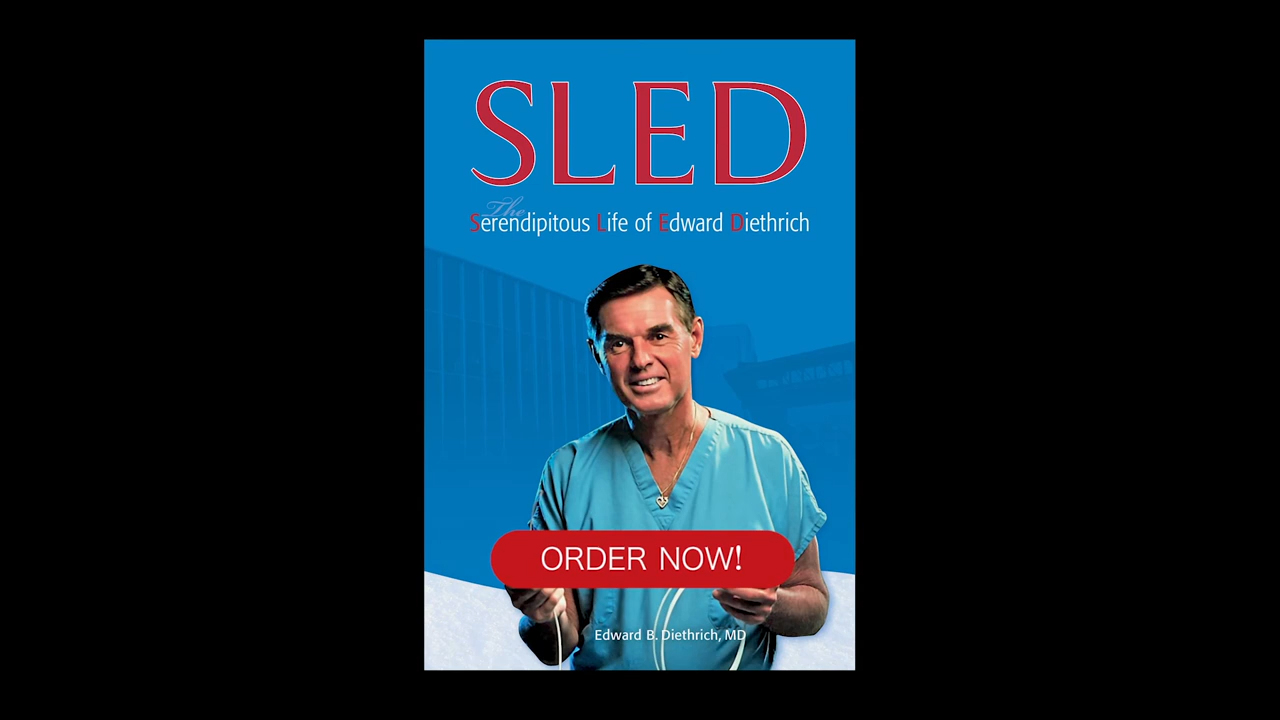 SLED
The
Serendipitous Life of Edward Diethrich
ORDER NOW!
Edward B. Diethrich, MD